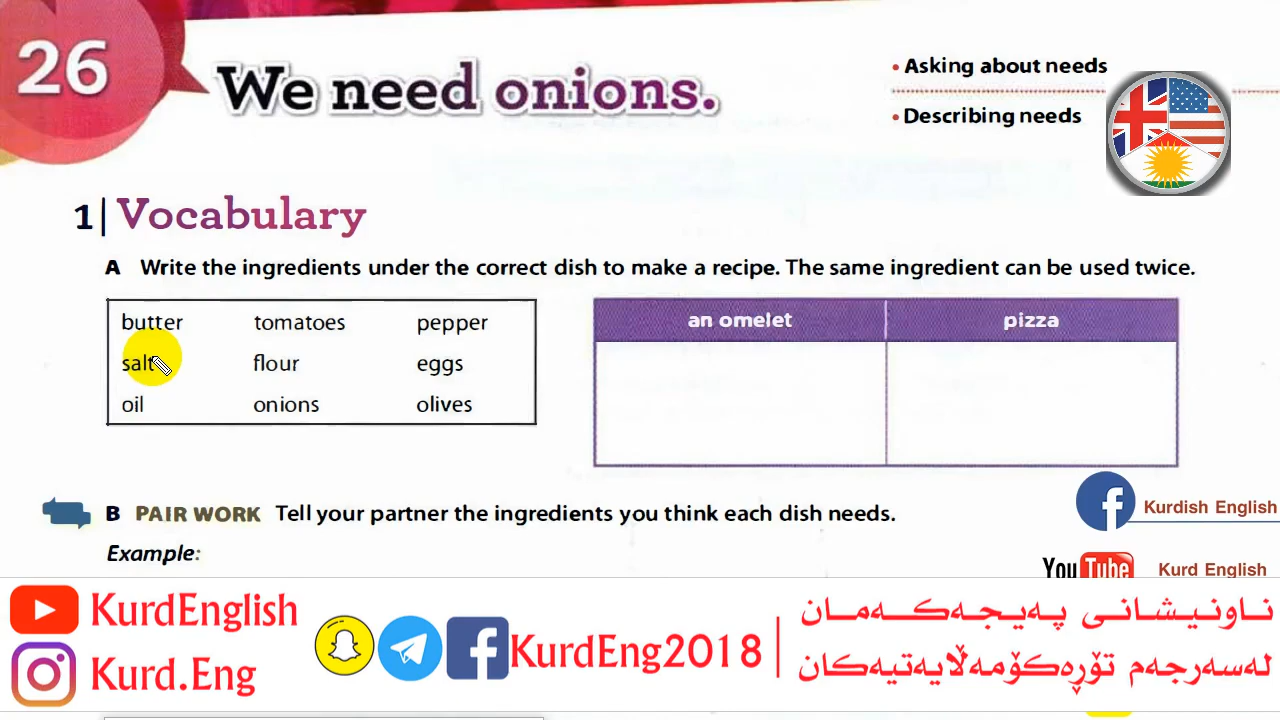 26
We need onions.
• Asking about needs
• Describing needs
1| Vocabulary
A Write the ingredients under the correct dish to make a recipe. The same ingredient can be used twice.
butter tomatoes pepper
salt flour eggs
oil onions olives
an omelet pizza
B PAIR WORK Tell your partner the ingredients you think each dish needs.
Example:
f Kurdish English
You Tube Kurd English
KurdEnglish
Kurd.Eng
KurdEng2018
ناونیشانی پەیجەکەمان
لەسەرجەم تۆڕەکۆمەڵایەتیەکان